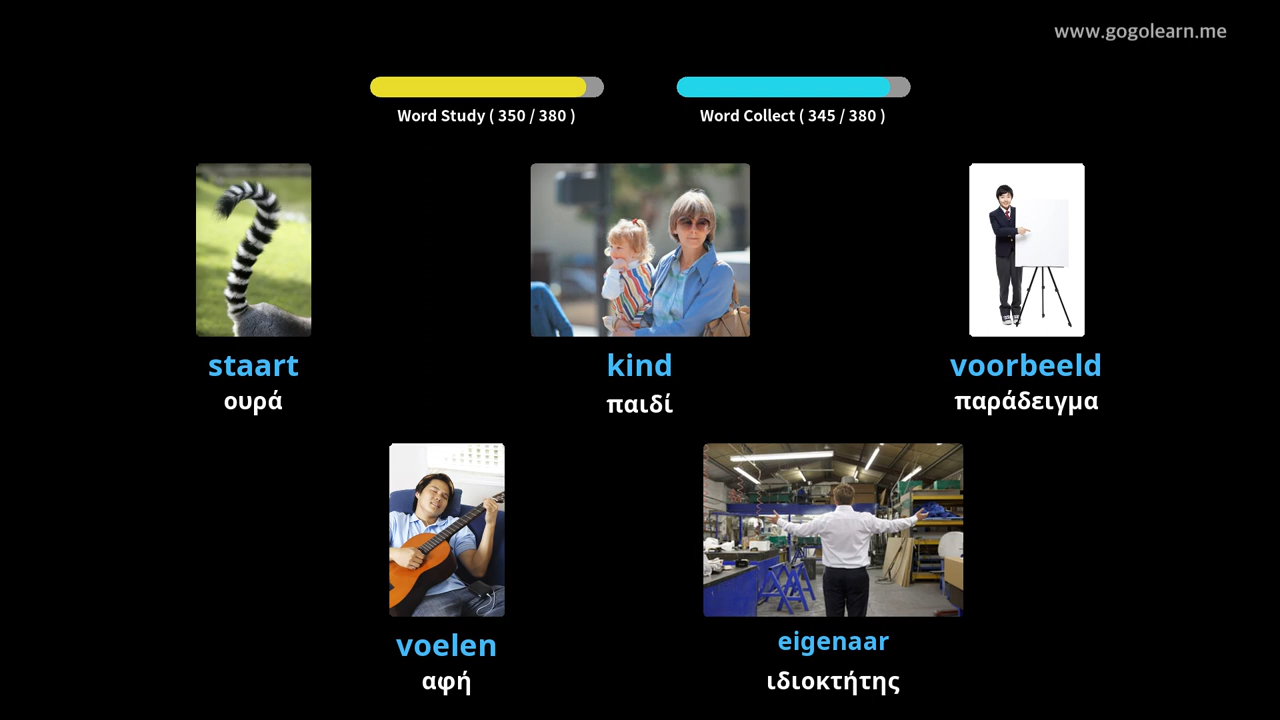 www.gogolearn.me
Word Study ( 350 / 380 )
Word Collect ( 345 / 380 )
staart
ουρά
kind
παιδί
voorbeeld
παράδειγμα
voelen
αφή
eigenaar
ιδιοκτήτης